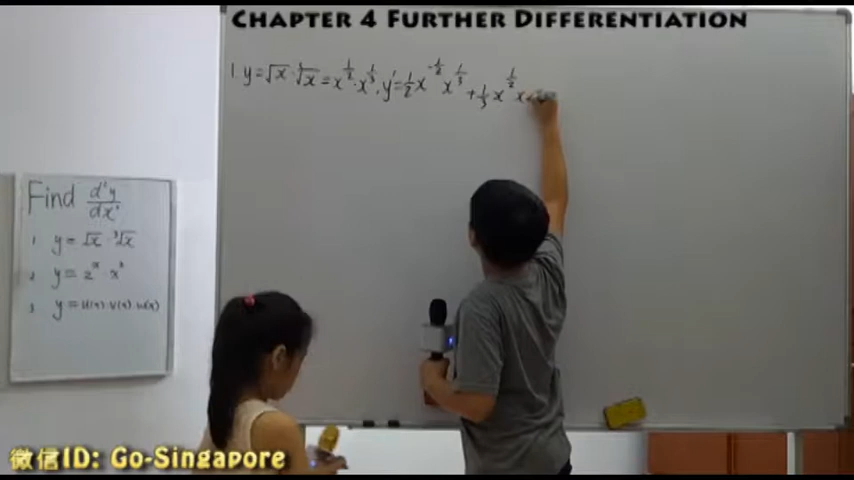 CHAPTER 4 FURTHER DIFFERENTIATION
1. y=√x·∛x=x^{1/2}·x^{1/3}, y'=1/2 x^{-1/2} x^{1/3} + 1/3 x^{1/2} x
Find d²y/dx²
1 y=√x·³√x
2 y=2^x·x²
3 y=u(x)·v(x)·w(x)
微信ID: Go-Singapore